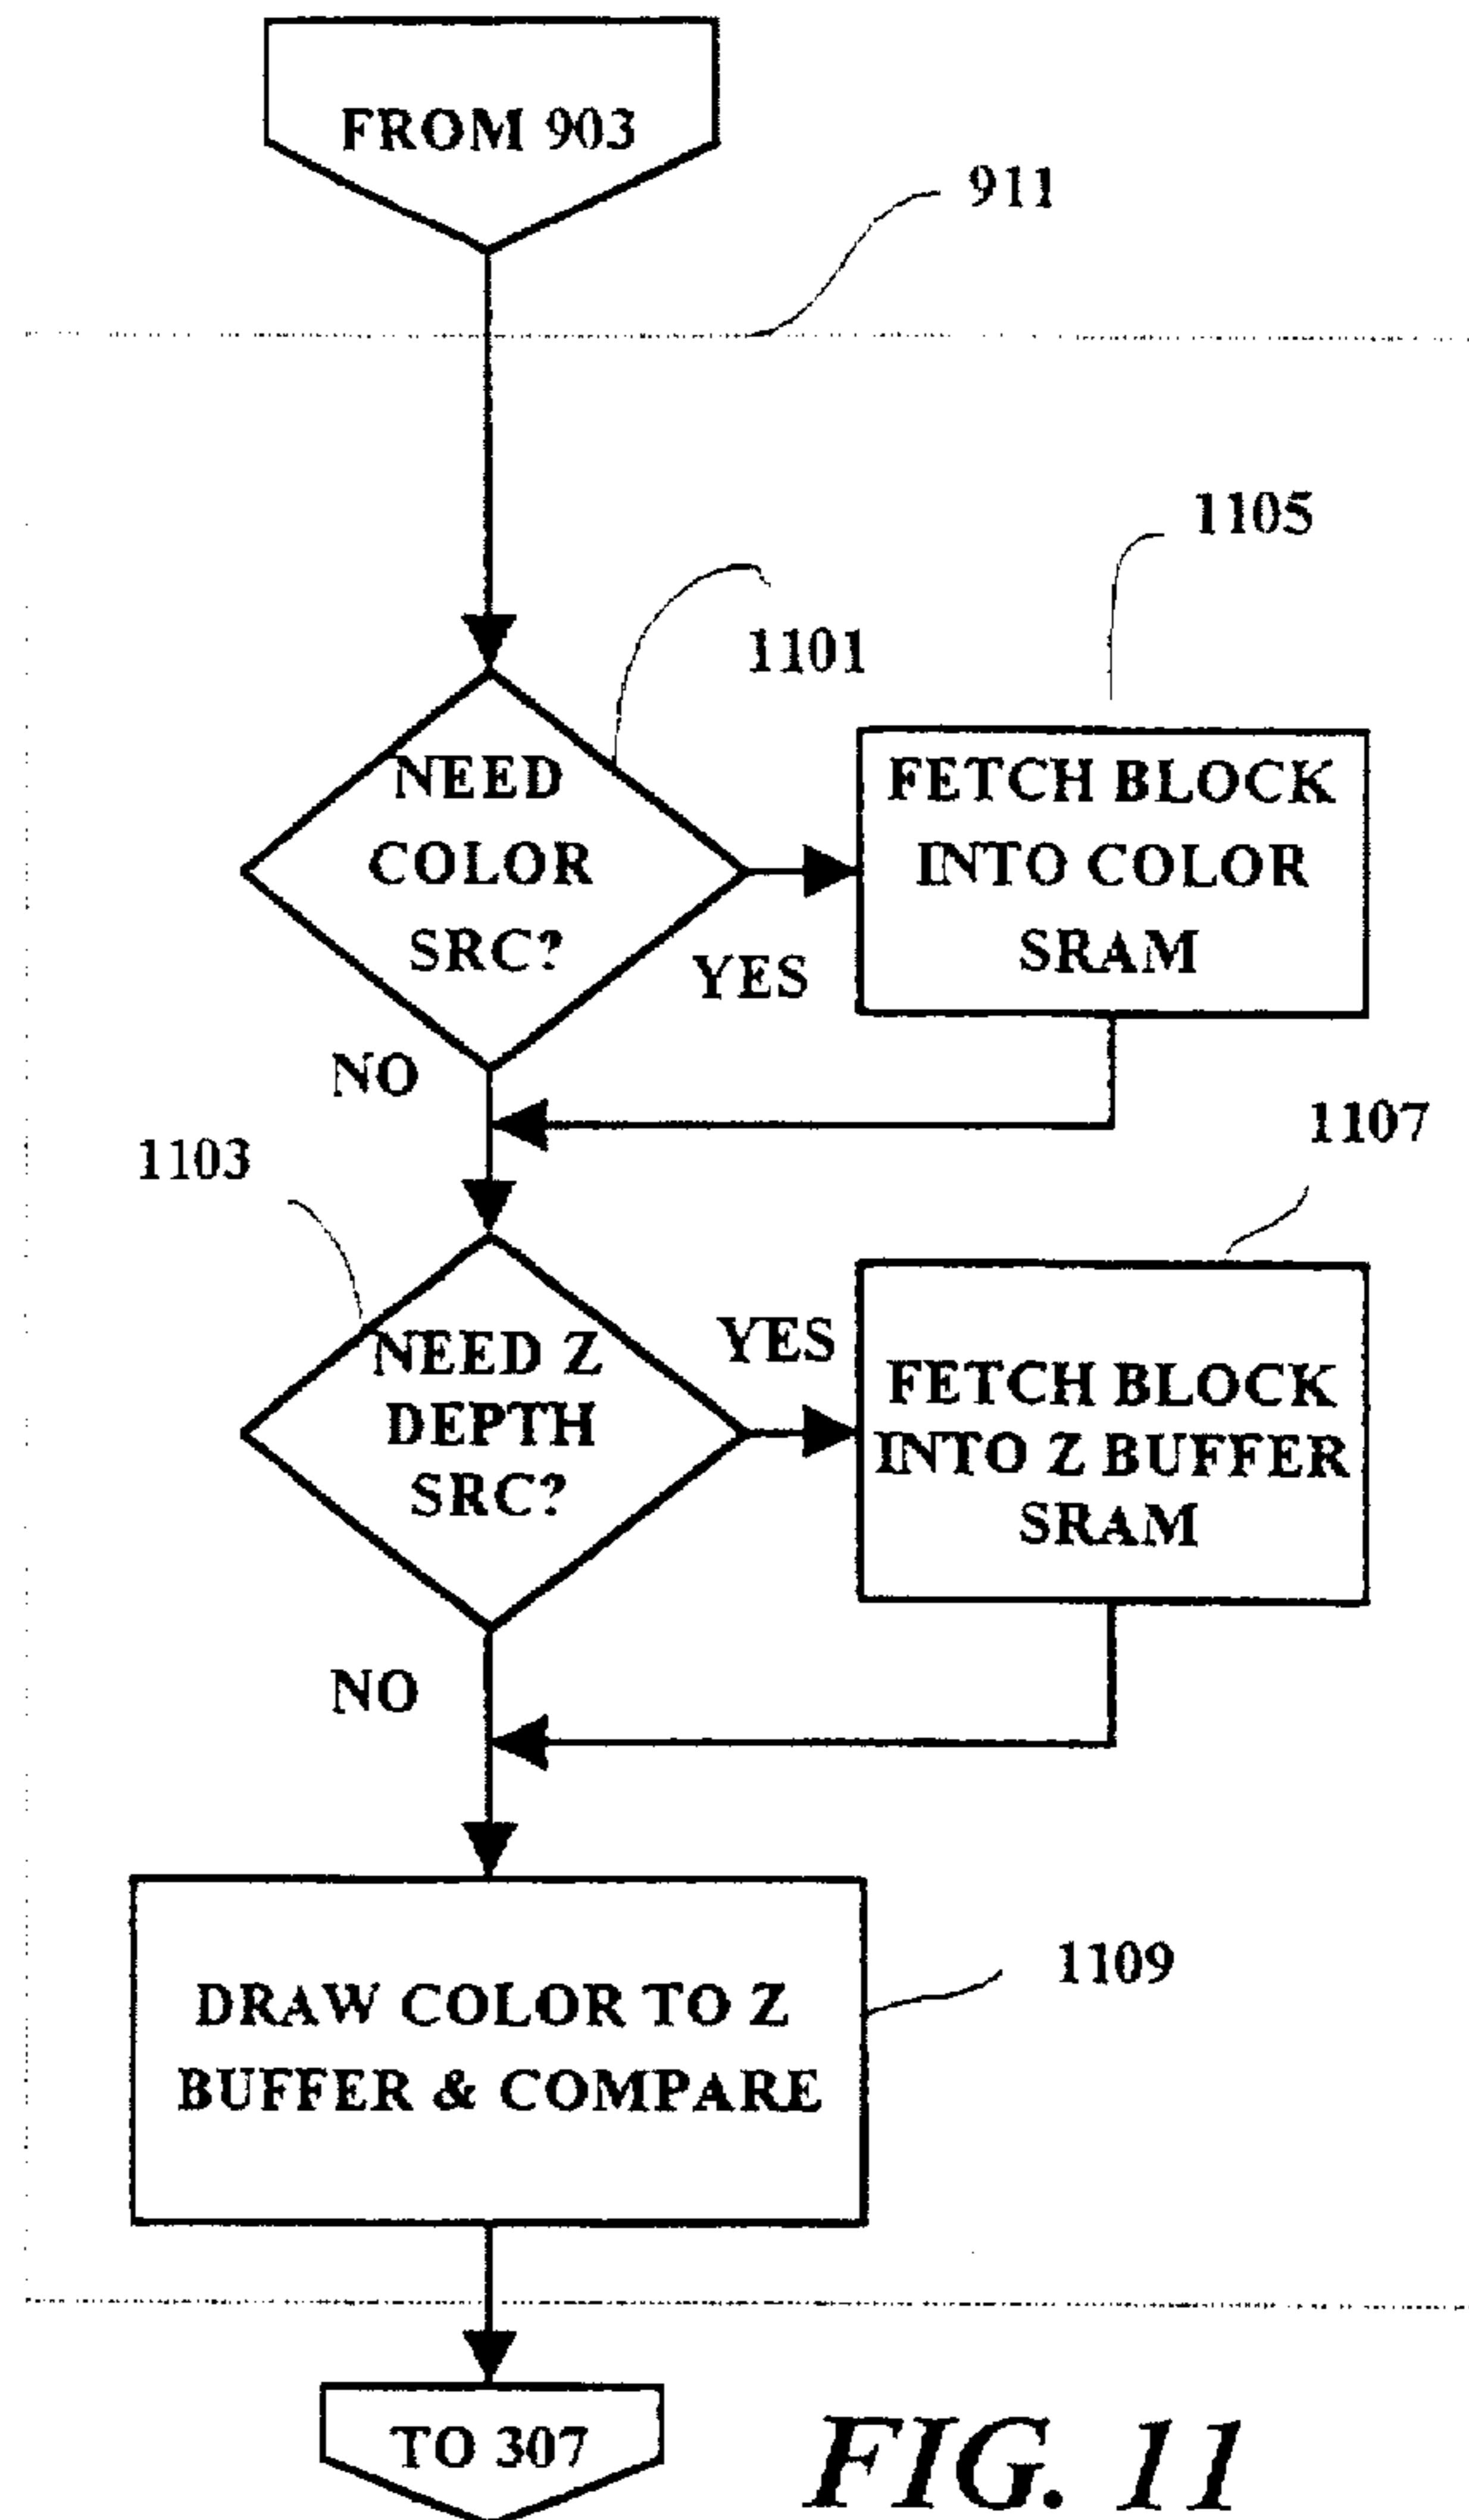 FROM 903
911
1105
1101
NEED
COLOR
SRC?
FETCH BLOCK
INTO COLOR
SRAM
YES
NO
1107
1103
NEED Z
DEPTH
SRC?
YES
FETCH BLOCK
INTO Z BUFFER
SRAM
NO
1109
DRAW COLOR TO Z
BUFFER & COMPARE
TO 307
FIG. 11